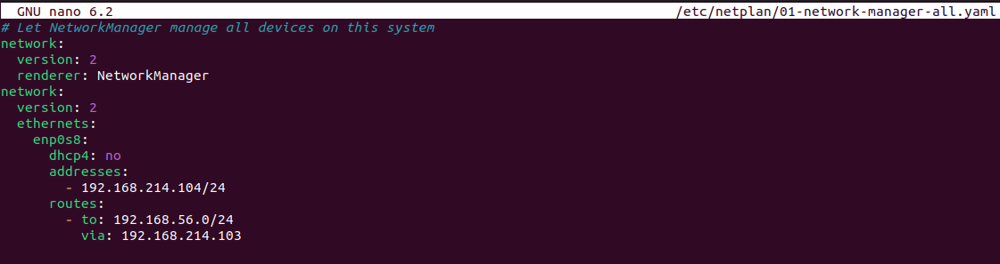 GNU nano 6.2 /etc/netplan/01-network-manager-all.yaml
# Let NetworkManager manage all devices on this system
network:
  version: 2
  renderer: NetworkManager
network:
  version: 2
  ethernets:
    enp0s8:
      dhcp4: no
      addresses:
        - 192.168.214.104/24
      routes:
        - to: 192.168.56.0/24
          via: 192.168.214.103